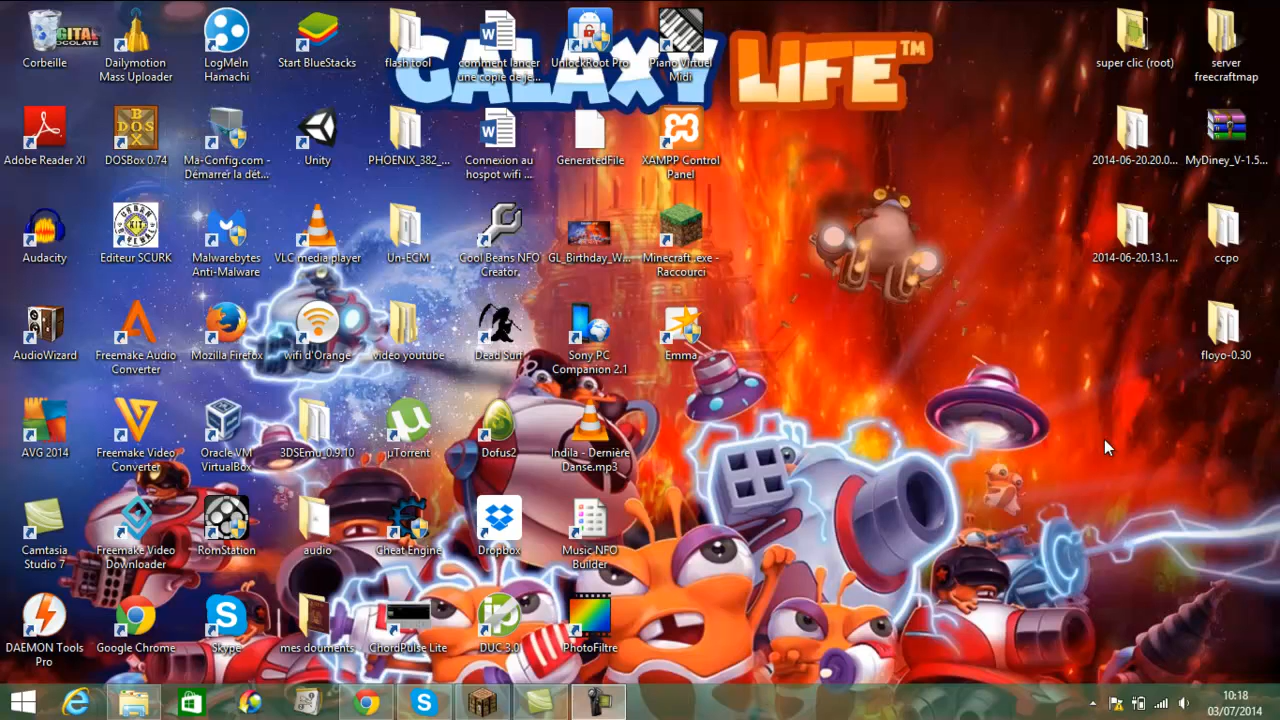 GALAXY LIFE™
DIGITAL
CHOCOLATE
Corbeille
Dailymotion
Mass Uploader
LogMeIn
Hamachi
Start BlueStacks
flash tool
comment lancer
une copie de je...
UnlockRoot Pro
Piano Virtuel
Midi
super clic (root)
server
freecraftmap
Adobe Reader XI
DOSBox 0.74
Ma-Config.com -
Démarrer la dét...
Unity
PHOENIX_382_...
Connexion au
hospot wifi ...
GeneratedFile
XAMPP Control
Panel
2014-06-20.20.0...
MyDiney_V-1.5...
Audacity
Editeur SCURK
Malwarebytes
Anti-Malware
VLC media player
Un-ECM
Cool Beans NFO
Creator
GL_Birthday_W...
Minecraft .exe -
Raccourci
2014-06-20.13.1...
ccpo
AudioWizard
Freemake Audio
Converter
Mozilla Firefox
wifi d'Orange
video youtube
Dead Surf
Sony PC
Companion 2.1
Emma
floyo-0.30
AVG 2014
Freemake Video
Converter
Oracle VM
VirtualBox
3DSEmu_0.9.10
µTorrent
Dofus2
Indila - Dernière
Danse.mp3
Camtasia
Studio 7
Freemake Video
Downloader
RomStation
audio
Cheat Engine
Dropbox
Music NFO
Builder
DAEMON Tools
Pro
Google Chrome
Skype
mes douments
ChordPulse Lite
DUC 3.0
PhotoFiltre
10:18
03/07/2014